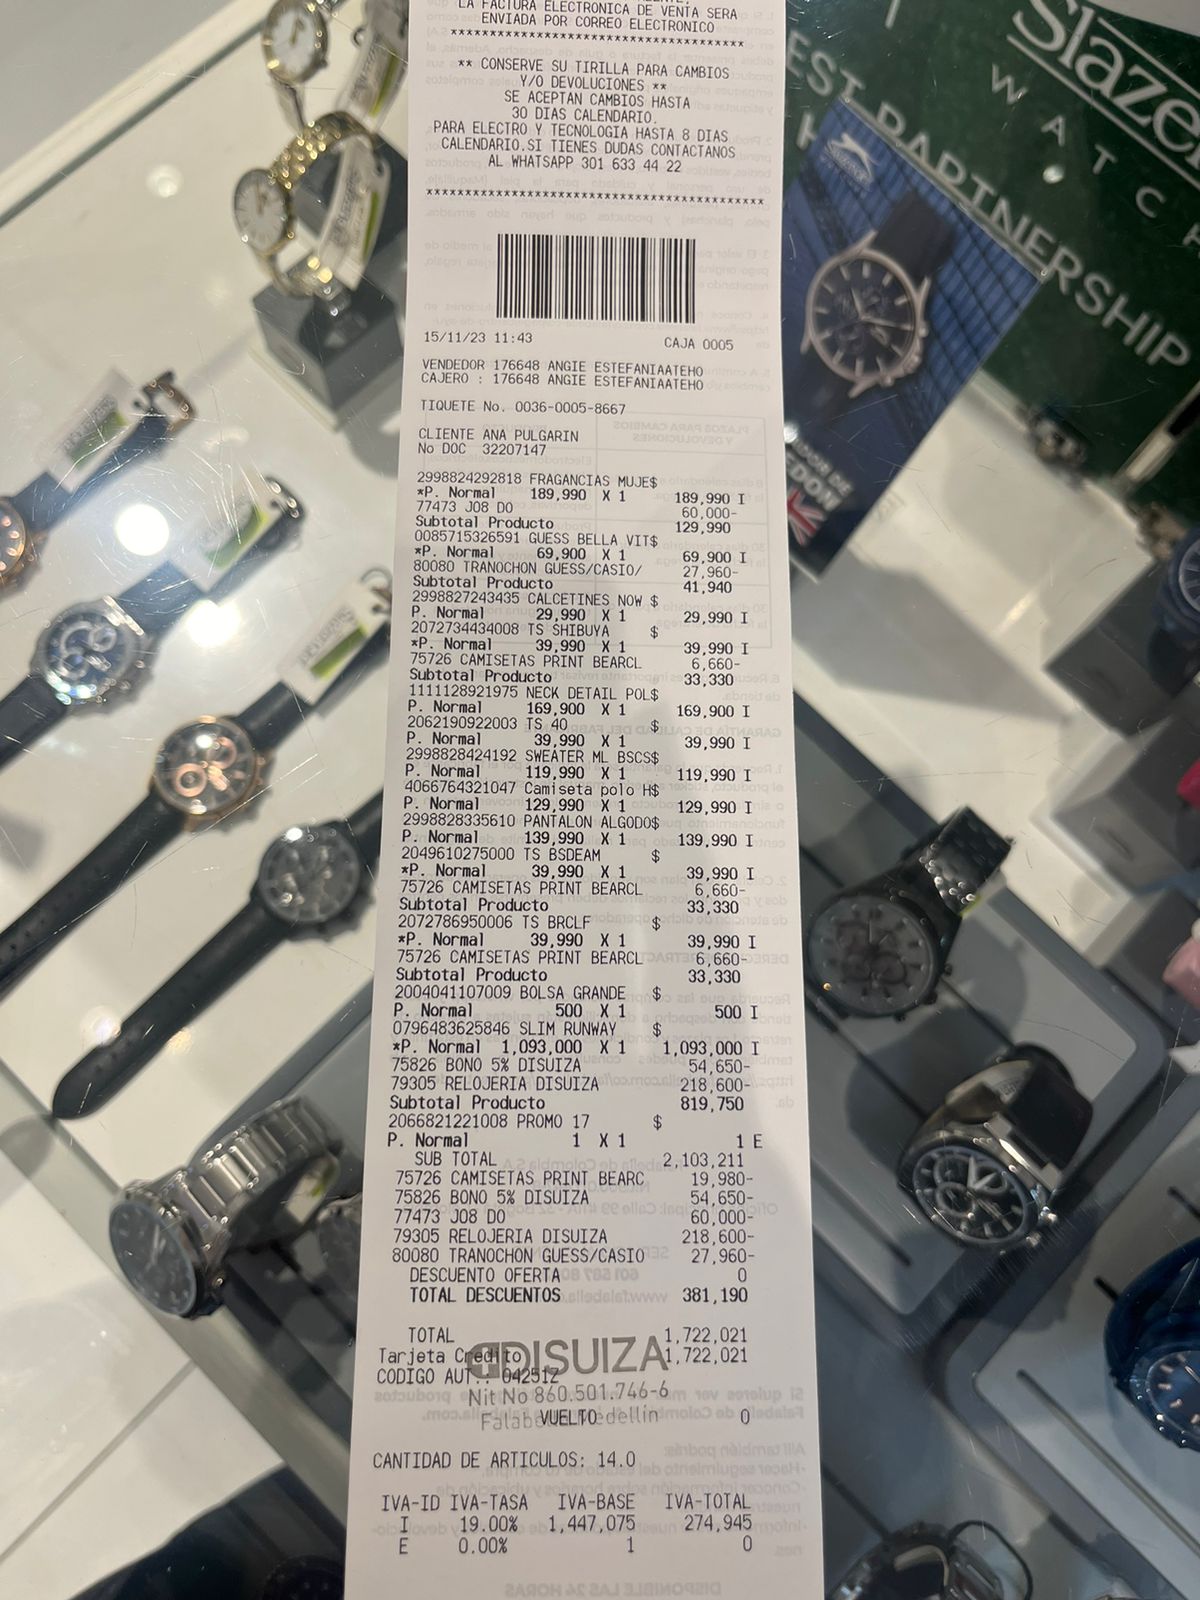 LA FACTURA ELECTRONICA DE VENTA SERA
ENVIADA POR CORREO ELECTRONICO
****************************************
** CONSERVE SU TIRILLA PARA CAMBIOS
Y/O DEVOLUCIONES **
SE ACEPTAN CAMBIOS HASTA
30 DIAS CALENDARIO.
PARA ELECTRO Y TECNOLOGIA HASTA 8 DIAS
CALENDARIO.SI TIENES DUDAS CONTACTANOS
AL WHATSAPP 301 633 44 22
****************************************
15/11/23 11:43 CAJA 0005
VENDEDOR 176648 ANGIE ESTEFANIAATEHO
CAJERO : 176648 ANGIE ESTEFANIAATEHO
TIQUETE No. 0036-0005-8667
CLIENTE ANA PULGARIN
No DOC 32207147
2998824292818 FRAGANCIAS MUJE$
*P. Normal 189,990 X 1 189,990 I
77473 JO8 DO 60,000-
Subtotal Producto 129,990
0085715326591 GUESS BELLA VIT$
*P. Normal 69,900 X 1 69,900 I
80080 TRANOCHON GUESS/CASIO/ 27,960-
Subtotal Producto 41,940
2998827243435 CALCETINES NOW $
P. Normal 29,990 X 1 29,990 I
2072734434008 TS SHIBUYA $
*P. Normal 39,990 X 1 39,990 I
75726 CAMISETAS PRINT BEARCL 6,660-
Subtotal Producto 33,330
1111128921975 NECK DETAIL POL$
P. Normal 169,900 X 1 169,900 I
2062190922003 TS 40 $
P. Normal 39,990 X 1 39,990 I
2998828424192 SWEATER ML BSCS$
P. Normal 119,990 X 1 119,990 I
4066764321047 Camiseta polo H$
P. Normal 129,990 X 1 129,990 I
2998828335610 PANTALON ALGODO$
P. Normal 139,990 X 1 139,990 I
2049610275000 TS BSDEAM $
*P. Normal 39,990 X 1 39,990 I
75726 CAMISETAS PRINT BEARCL 6,660-
Subtotal Producto 33,330
2072786950006 TS BRCLF $
*P. Normal 39,990 X 1 39,990 I
75726 CAMISETAS PRINT BEARCL 6,660-
Subtotal Producto 33,330
2004041107009 BOLSA GRANDE $
P. Normal 500 X 1 500 I
0796483625846 SLIM RUNWAY $
*P. Normal 1,093,000 X 1 1,093,000 I
75826 BONO 5% DISUIZA 54,650-
79305 RELOJERIA DISUIZA 218,600-
Subtotal Producto 819,750
2066821221008 PROMO 17 $
P. Normal 1 X 1 1 E
SUB TOTAL 2,103,211
75726 CAMISETAS PRINT BEARC 19,980-
75826 BONO 5% DISUIZA 54,650-
77473 JO8 DO 60,000-
79305 RELOJERIA DISUIZA 218,600-
80080 TRANOCHON GUESS/CASIO 27,960-
DESCUENTO OFERTA 0
TOTAL DESCUENTOS 381,190
TOTAL 1,722,021
Tarjeta Credito 1,722,021
DISUIZA
CODIGO AUT.: 04251Z
Nit No 860.501.746-6
Falabella Medellín
VUELTO 0
CANTIDAD DE ARTICULOS: 14.0
IVA-ID IVA-TASA IVA-BASE IVA-TOTAL
I 19.00% 1,447,075 274,945
E 0.00% 1 0
WATCH
PARTNERSHIP